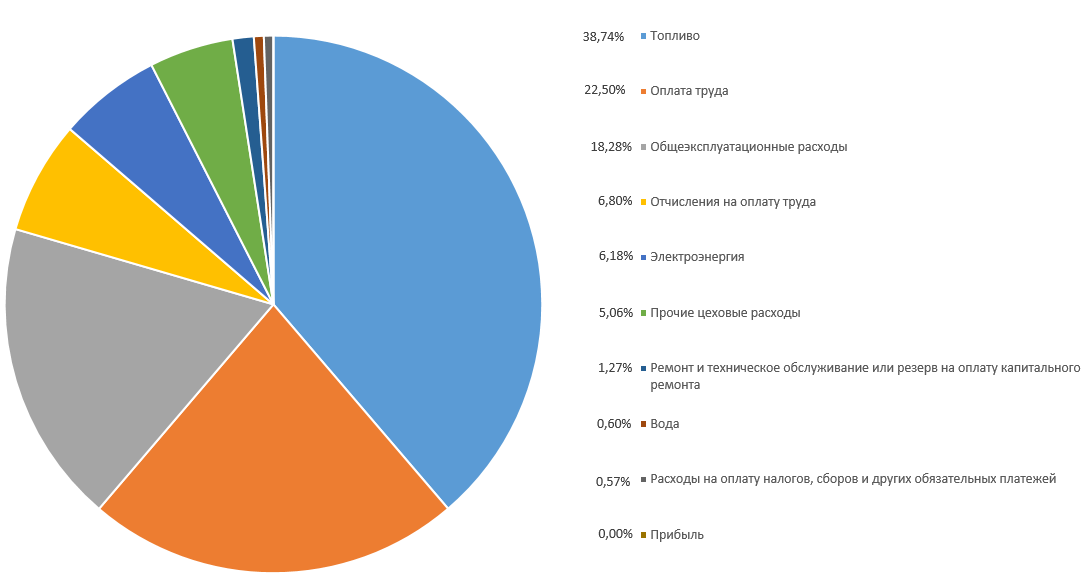 38,74% Топливо
22,50% Оплата труда
18,28% Общеэксплуатационные расходы
6,80% Отчисления на оплату труда
6,18% Электроэнергия
5,06% Прочие цеховые расходы
1,27% Ремонт и техническое обслуживание или резерв на оплату капитального
ремонта
0,60% Вода
0,57% Расходы на оплату налогов, сборов и других обязательных платежей
0,00% Прибыль